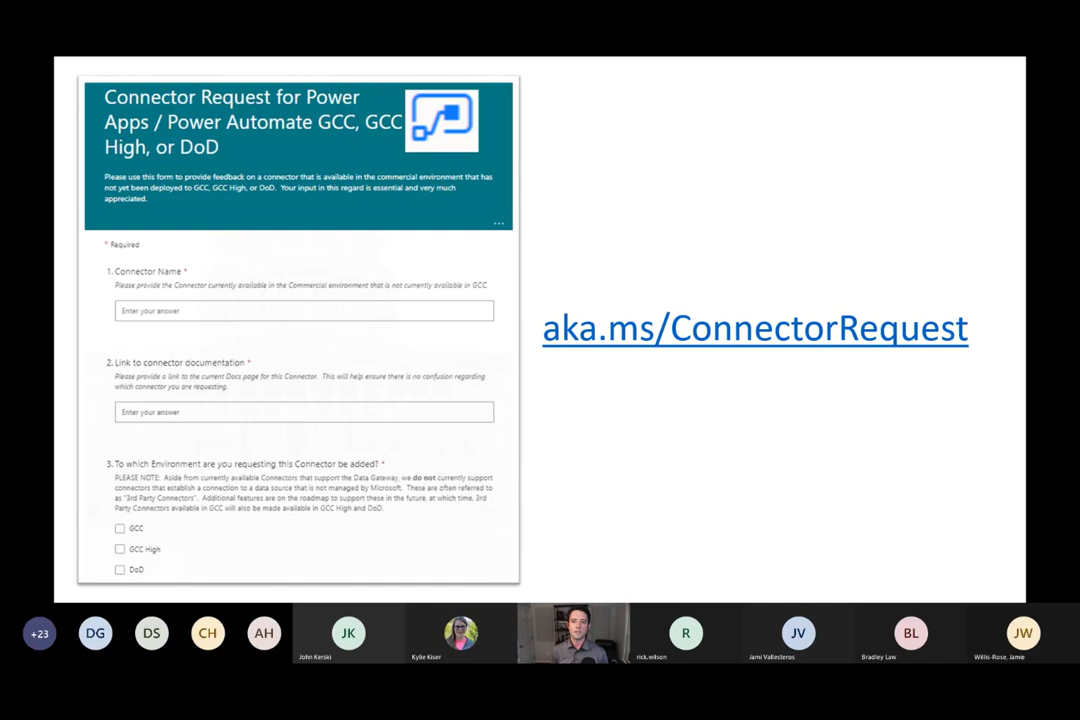 Connector Request for Power
Apps / Power Automate GCC, GCC
High, or DoD
Please use this form to provide feedback on a connector that is available in the commercial environment that has
not yet been deployed to GCC, GCC High, or DoD. Your input in this regard is essential and very much
appreciated.
...
* Required
1. Connector Name *
Please provide the Connector currently available in the Commercial environment that is not currently available in GCC.
Enter your answer
2. Link to connector documentation *
Please provide a link to the current Docs page for this Connector. This will help ensure there is no confusion regarding
which connector you are requesting.
Enter your answer
3. To which Environment are you requesting this Connector be added? *
PLEASE NOTE: Aside from currently available Connectors that support the Data Gateway, we do not currently support
connectors that establish a connection to a data source that is not managed by Microsoft. These are often referred to
as "3rd Party Connectors". Additional features are on the roadmap to support these in the future, at which time, 3rd
Party Connectors available in GCC will also be made available in GCC High and DoD.
GCC
GCC High
DoD
aka.ms/ConnectorRequest
+23
DG
DS
CH
AH
JK
R
JV
BL
JW
John Kerski
Kylie Kiser
rick.wilson
Jami Vallesteros
Bradley Law
Willis-Rose, Jamie